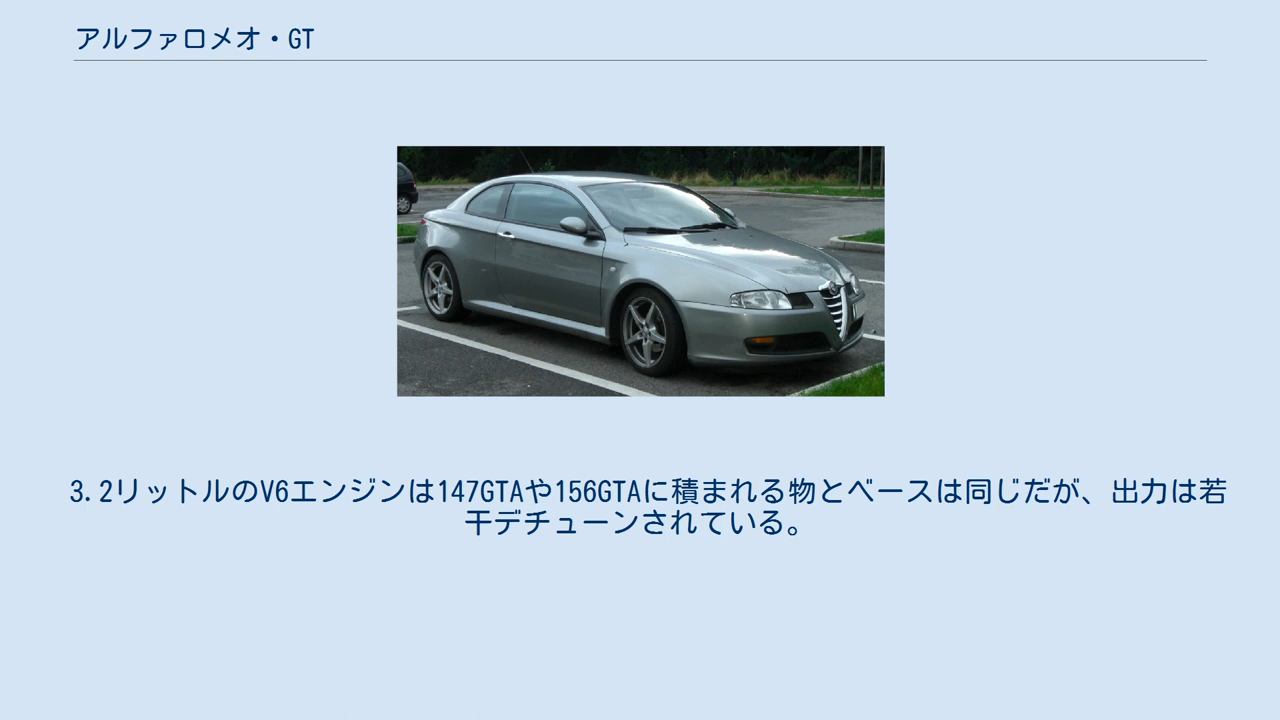 アルファロメオ・GT
3.2リットルのV6エンジンは147GTAや156GTAに積まれる物とベースは同じだが、出力は若
干デチューンされている。